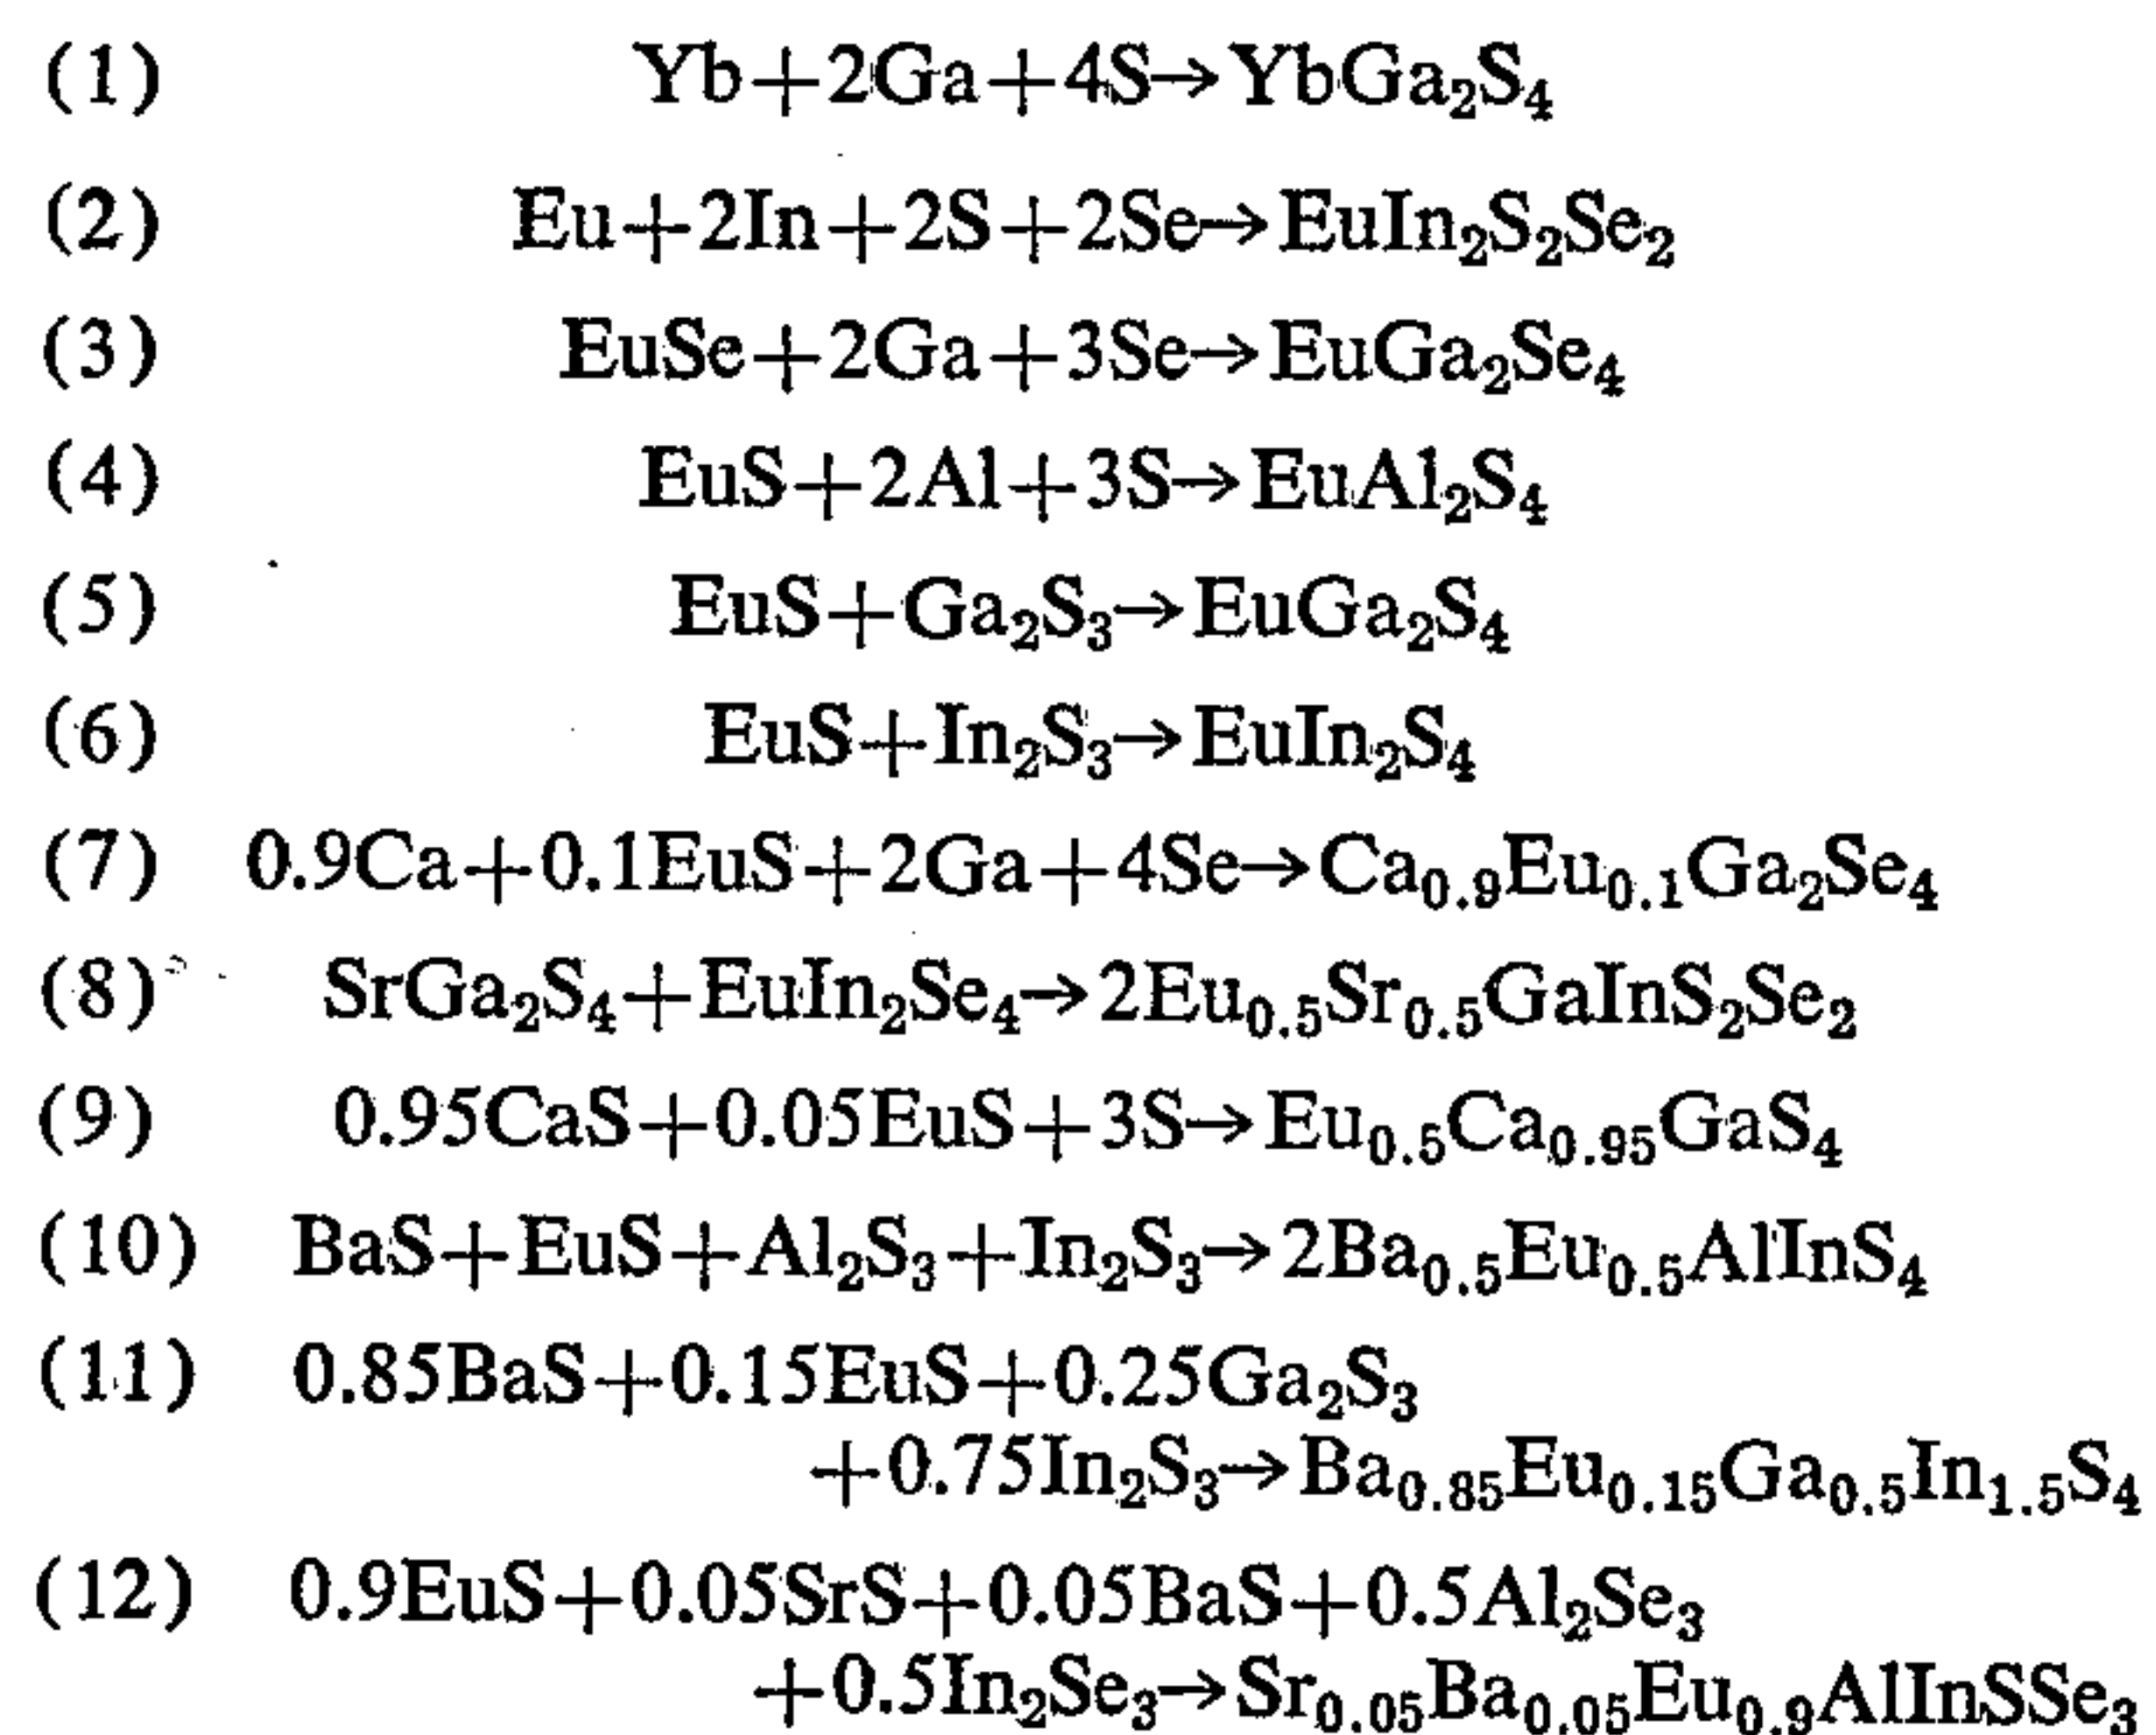 (1) Yb+2Ga+4S→YbGa₂S₄
(2) Eu+2In+2S+2Se→EuIn₂S₂Se₂
(3) EuSe+2Ga+3Se→EuGa₂Se₄
(4) EuS+2Al+3S→EuAl₂S₄
(5) EuS+Ga₂S₃→EuGa₂S₄
(6) EuS+In₂S₃→EuIn₂S₄
(7) 0.9Ca+0.1EuS+2Ga+4Se→Ca₀.₉Eu₀.₁Ga₂Se₄
(8) SrGa₂S₄+EuIn₂Se₄→2Eu₀.₅Sr₀.₅GaInS₂Se₂
(9) 0.95CaS+0.05EuS+3S→Eu₀.₅Ca₀.₉₅GaS₄
(10) BaS+EuS+Al₂S₃+In₂S₃→2Ba₀.₅Eu₀.₅AlInS₄
(11) 0.85BaS+0.15EuS+0.25Ga₂S₃
+0.75In₂S₃→Ba₀.₈₅Eu₀.₁₅Ga₀.₅In₁.₅S₄
(12) 0.9EuS+0.05SrS+0.05BaS+0.5Al₂Se₃
+0.5In₂Se₃→Sr₀.₀₅Ba₀.₀₅Eu₀.₉AlInSSe₃